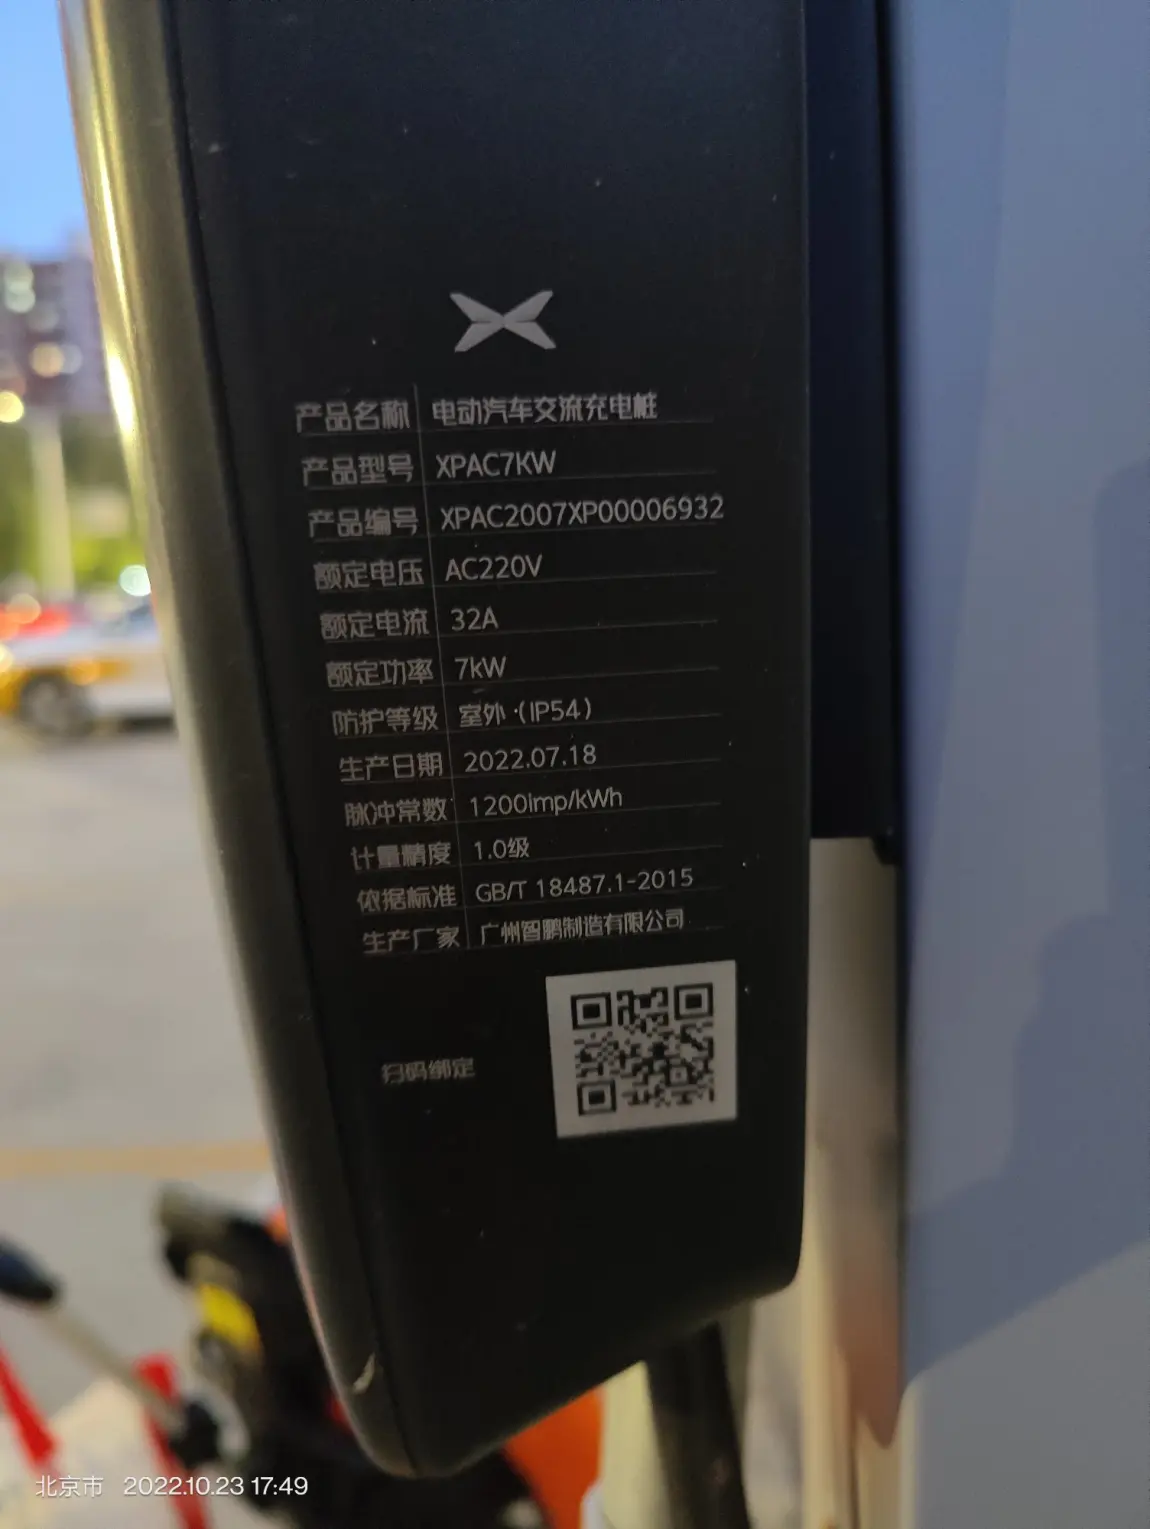 产品名称 电动汽车交流充电桩
产品型号 XPAC7KW
产品编号 XPAC2007XP00006932
额定电压 AC220V
额定电流 32A
额定功率 7kW
防护等级 室外 (IP54)
生产日期 2022.07.18
脉冲常数 1200imp/kWh
计量精度 1.0级
依据标准 GB/T 18487.1-2015
生产厂家 广州智鹏制造有限公司
扫码绑定
北京市 2022.10.23 17:49